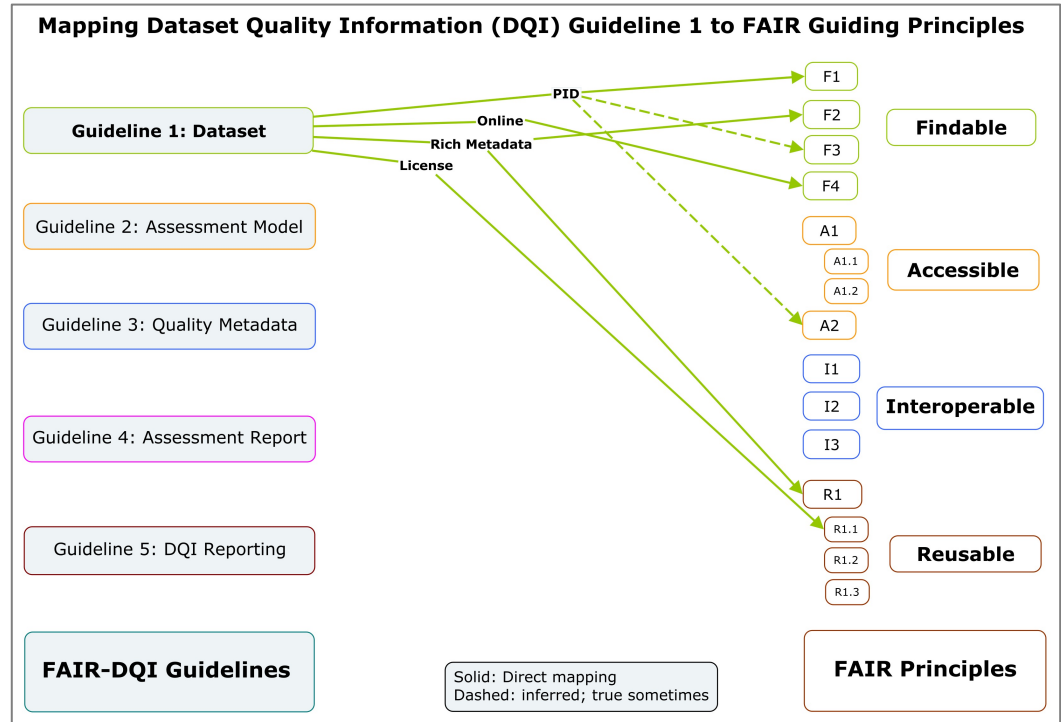 Mapping Dataset Quality Information (DQI) Guideline 1 to FAIR Guiding Principles
Guideline 1: Dataset
Guideline 2: Assessment Model
Guideline 3: Quality Metadata
Guideline 4: Assessment Report
Guideline 5: DQI Reporting
FAIR-DQI Guidelines
PID
Online
Rich Metadata
License
Solid: Direct mapping
Dashed: inferred; true sometimes
F1
F2
F3
F4
A1
A1.1
A1.2
A2
I1
I2
I3
R1
R1.1
R1.2
R1.3
Findable
Accessible
Interoperable
Reusable
FAIR Principles